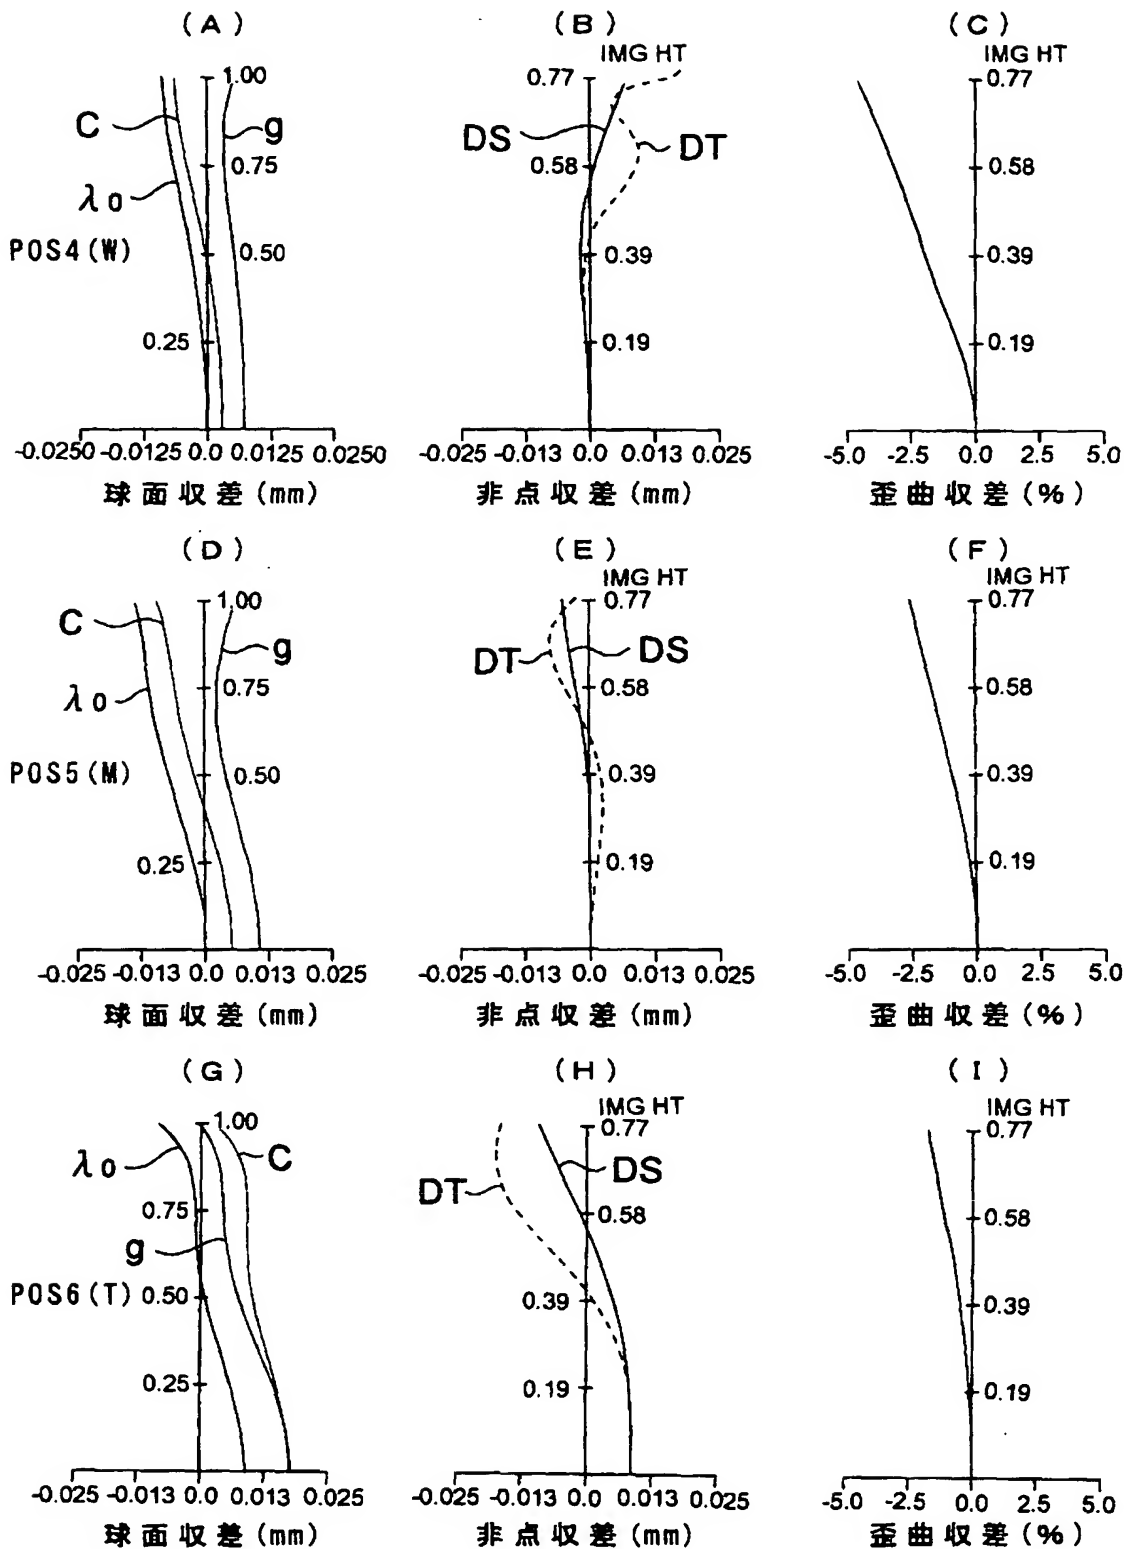 (A) (B) (C)
IMG HT IMG HT
1.00 0.77 0.77
C g DS DT
0.75 0.58 0.58
λ0
POS4(W) 0.50 0.39 0.39
0.25 0.19 0.19
-0.0250 -0.0125 0.0 0.0125 0.0250 -0.025 -0.013 0.0 0.013 0.025 -5.0 -2.5 0.0 2.5 5.0
球面収差(mm) 非点収差(mm) 歪曲収差(%)
(D) (E) (F)
IMG HT IMG HT
1.00 0.77 0.77
C g DT DS
λ0 0.75 0.58 0.58
POS5(M) 0.50 0.39 0.39
0.25 0.19 0.19
-0.025 -0.013 0.0 0.013 0.025 -0.025 -0.013 0.0 0.013 0.025 -5.0 -2.5 0.0 2.5 5.0
球面収差(mm) 非点収差(mm) 歪曲収差(%)
(G) (H) (I)
IMG HT IMG HT
1.00 0.77 0.77
λ0 C DT DS
0.75 0.58 0.58
g
POS6(T) 0.50 0.39 0.39
0.25 0.19 0.19
-0.025 -0.013 0.0 0.013 0.025 -0.025 -0.013 0.0 0.013 0.025 -5.0 -2.5 0.0 2.5 5.0
球面収差(mm) 非点収差(mm) 歪曲収差(%)